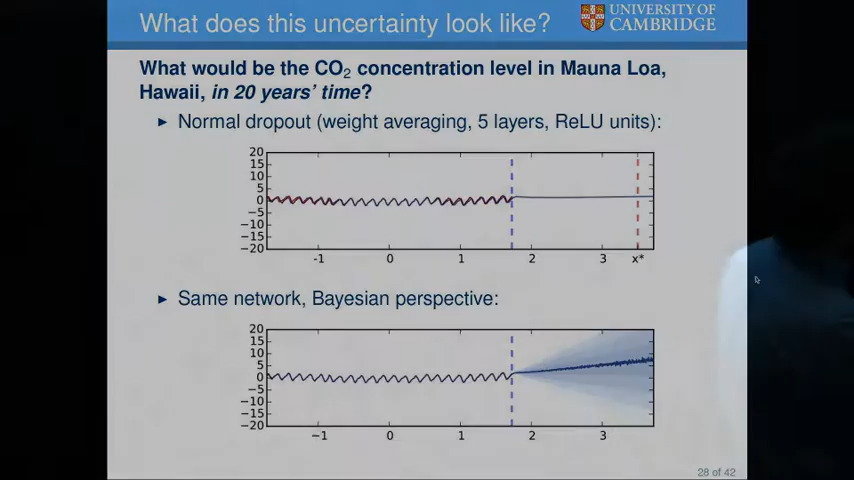 What does this uncertainty look like?
UNIVERSITY OF
CAMBRIDGE
What would be the CO2 concentration level in Mauna Loa,
Hawaii, in 20 years' time?
► Normal dropout (weight averaging, 5 layers, ReLU units):
20
15
10
5
0
−5
−10
−15
−20
-1 0 1 2 3 x*
► Same network, Bayesian perspective:
20
15
10
5
0
−5
−10
−15
−20
−1 0 1 2 3
28 of 42